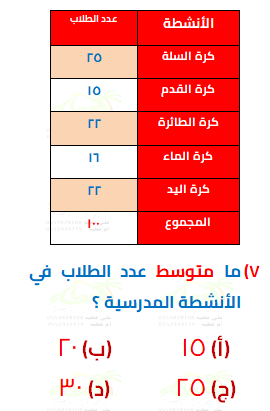 الأنشطة عدد الطلاب
كرة السلة ٢٥
كرة القدم ١٥
كرة الطائرة ٢٢
كرة الماء ١٦
كرة اليد ٢٢
المجموع ١٠٠
٧) ما متوسط عدد الطلاب في
الأنشطة المدرسية ؟
(أ) ١٥ (ب) ٢٠
(ج) ٢٥ (د) ٣٠